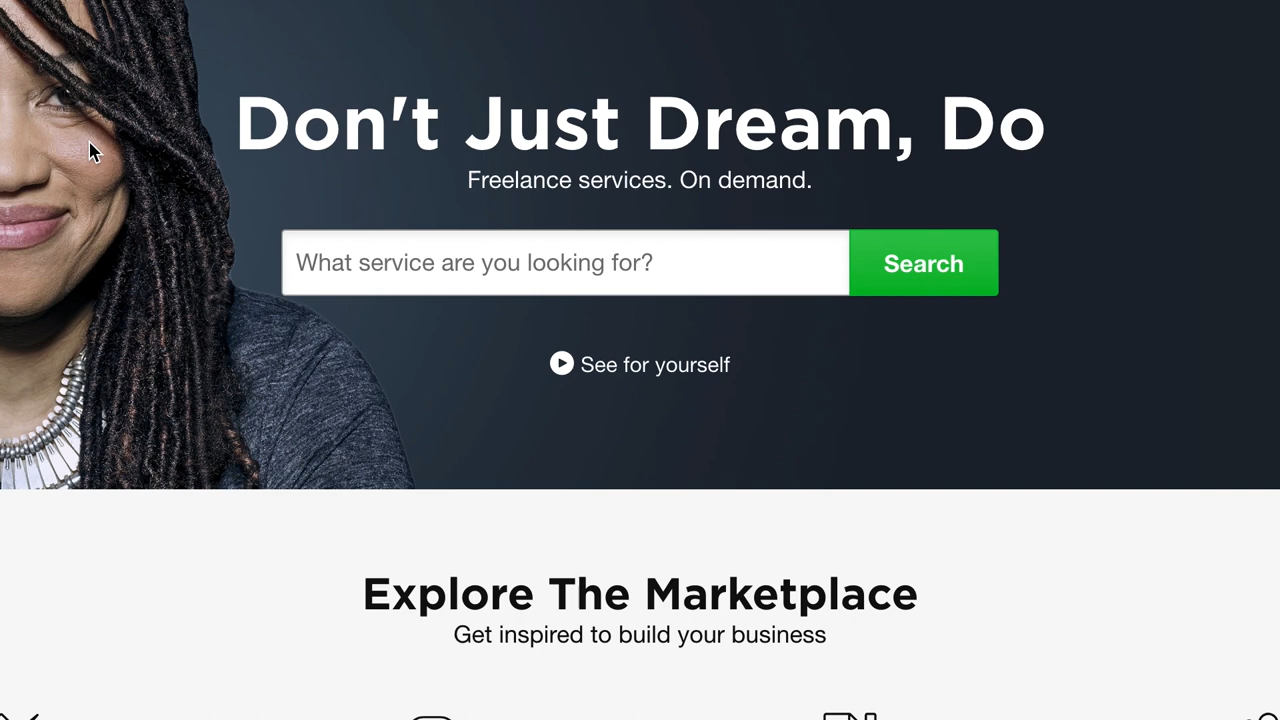 Don't Just Dream, Do
Freelance services. On demand.
What service are you looking for?
Search
See for yourself
Explore The Marketplace
Get inspired to build your business